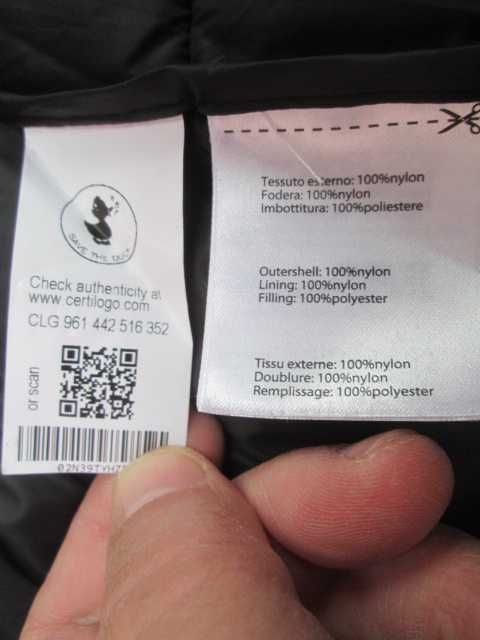 SAVE THE DUCK
Check authenticity at
www.certilogo.com
CLG 961 442 516 352
or scan
Tessuto esterno: 100%nylon
Fodera: 100%nylon
Imbottitura: 100%poliestere
Outershell: 100%nylon
Lining: 100%nylon
Filling: 100%polyester
Tissu externe: 100%nylon
Doublure: 100%nylon
Remplissage: 100%polyester